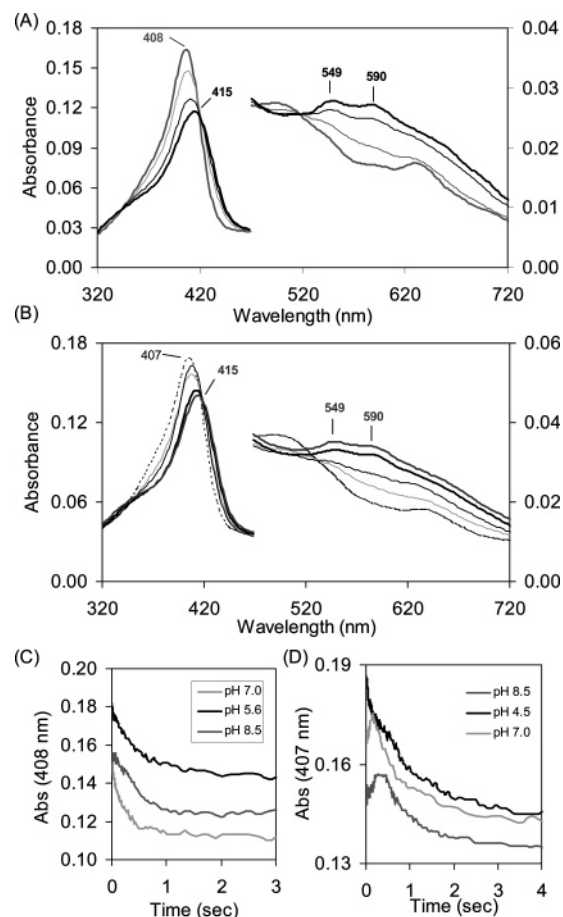 (A)
0.18 0.04
408
0.15
549 590
415 0.03
0.12
Absorbance
0.09 0.02
0.06
0.01
0.03
0.00 0.00
320 420 520 620 720
Wavelength (nm)
(B)
0.18 0.06
407
415
549 590
0.12 0.04
Absorbance
0.06 0.02
0.00 0.00
320 420 520 620 720
Wavelength (nm)
(C) (D)
0.20 0.19
pH 7.0 pH 8.5
0.18
pH 5.6 pH 4.5
pH 8.5 pH 7.0
0.16 0.16
Abs (408 nm) Abs (407 nm)
0.14
0.12
0.10 0.13
0 1 2 3 0 1 2 3 4
Time (sec) Time (sec)